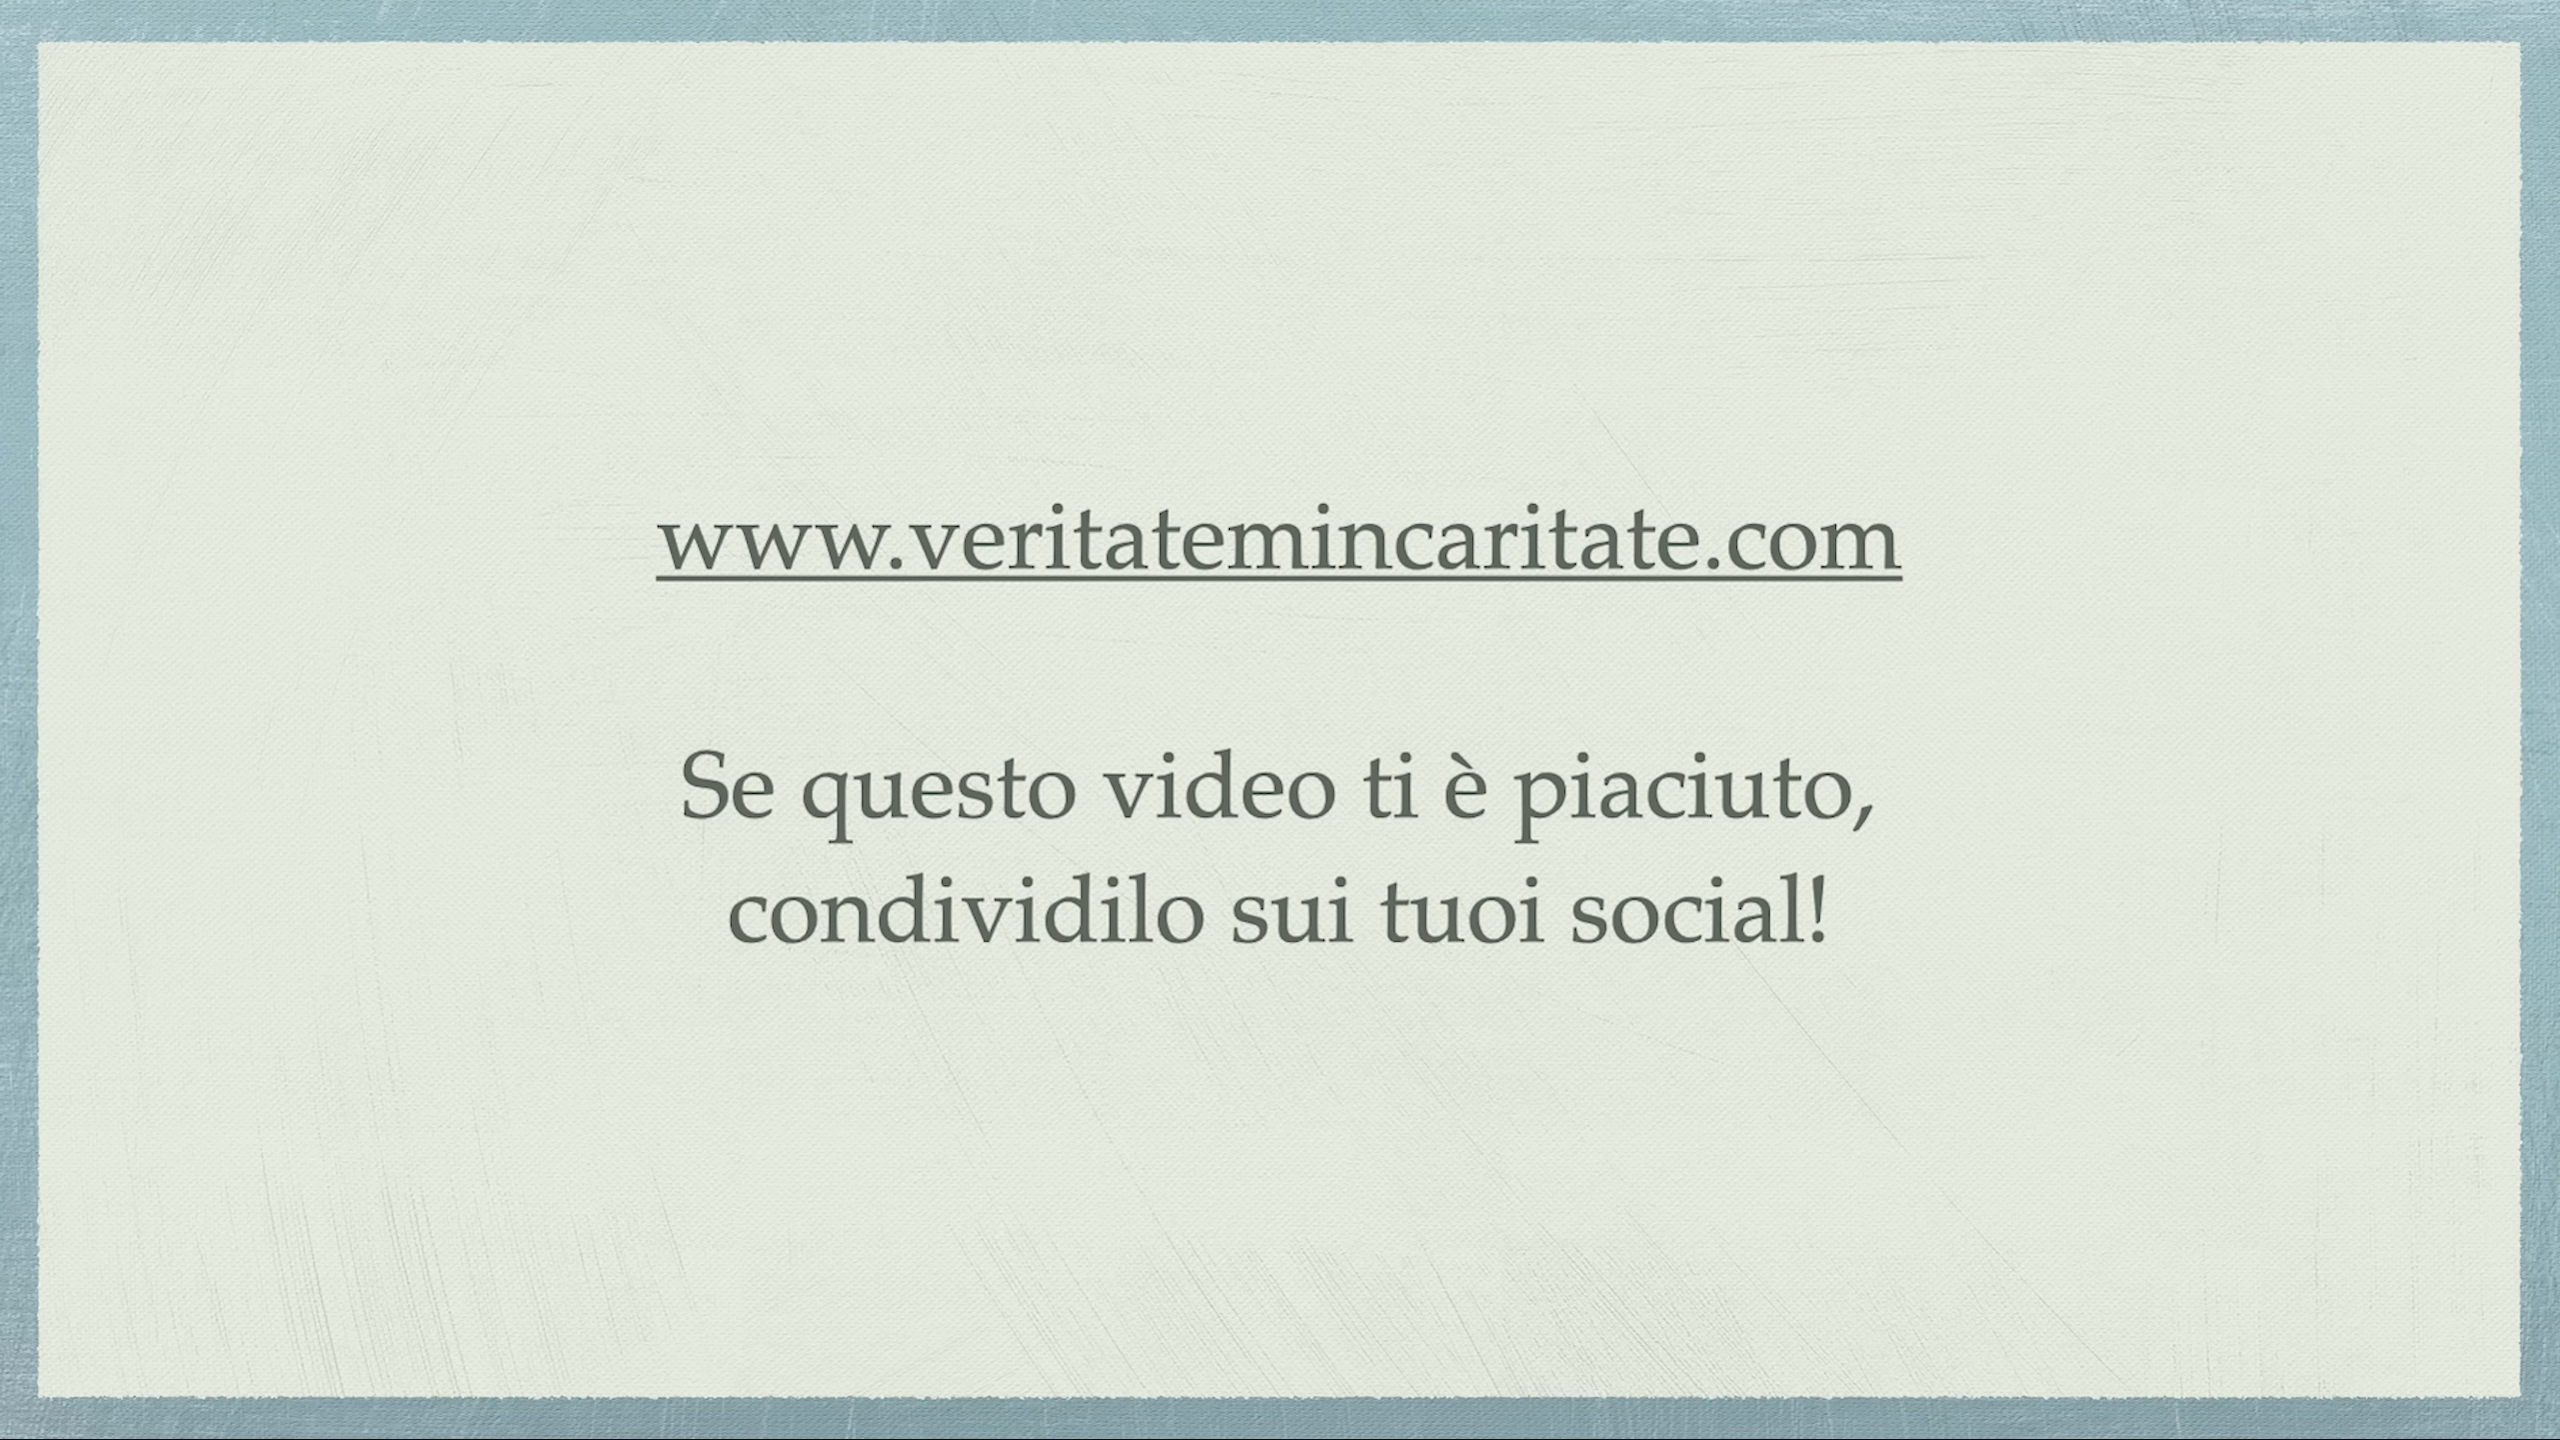 www.veritatemincaritate.com
Se questo video ti è piaciuto,
condividilo sui tuoi social!